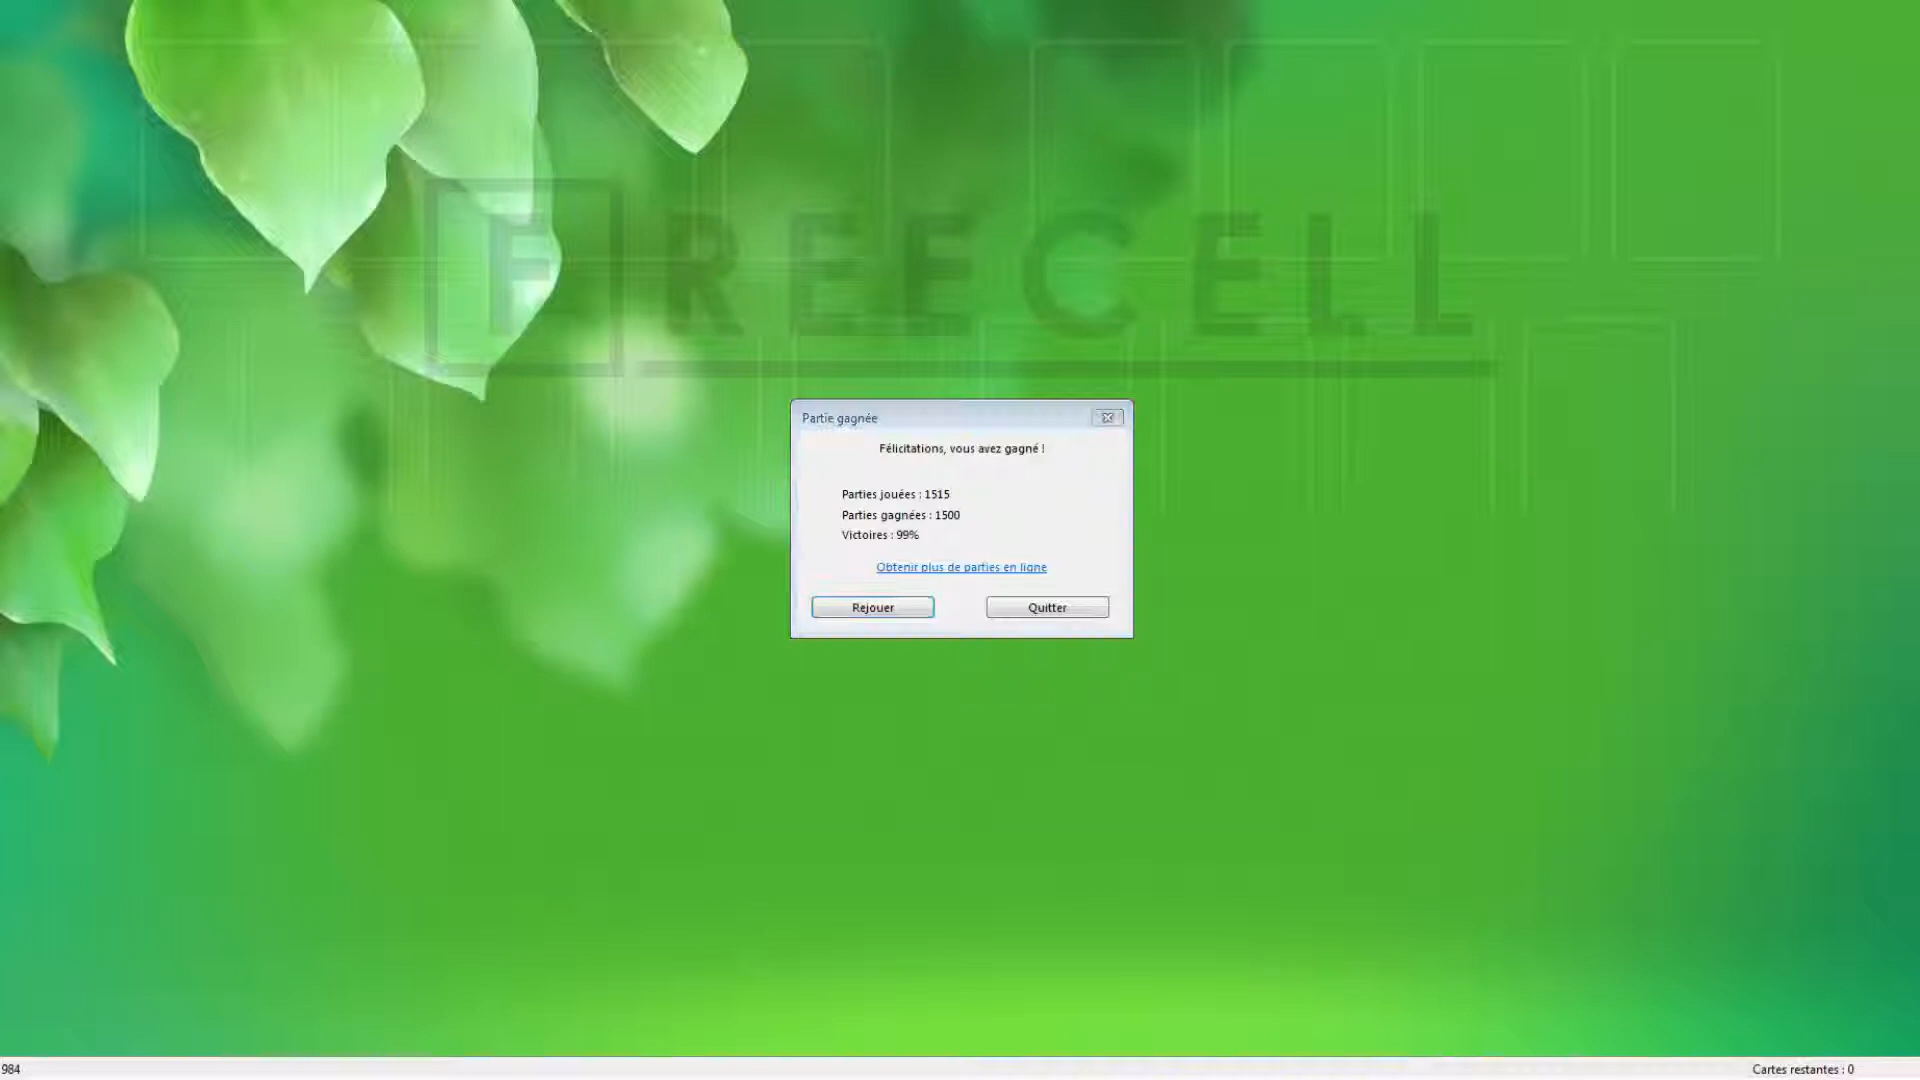 FREECELL
Partie gagnée
Félicitations, vous avez gagné !
Parties jouées : 1515
Parties gagnées : 1500
Victoires : 99%
Obtenir plus de parties en ligne
Rejouer
Quitter
984
Cartes restantes : 0